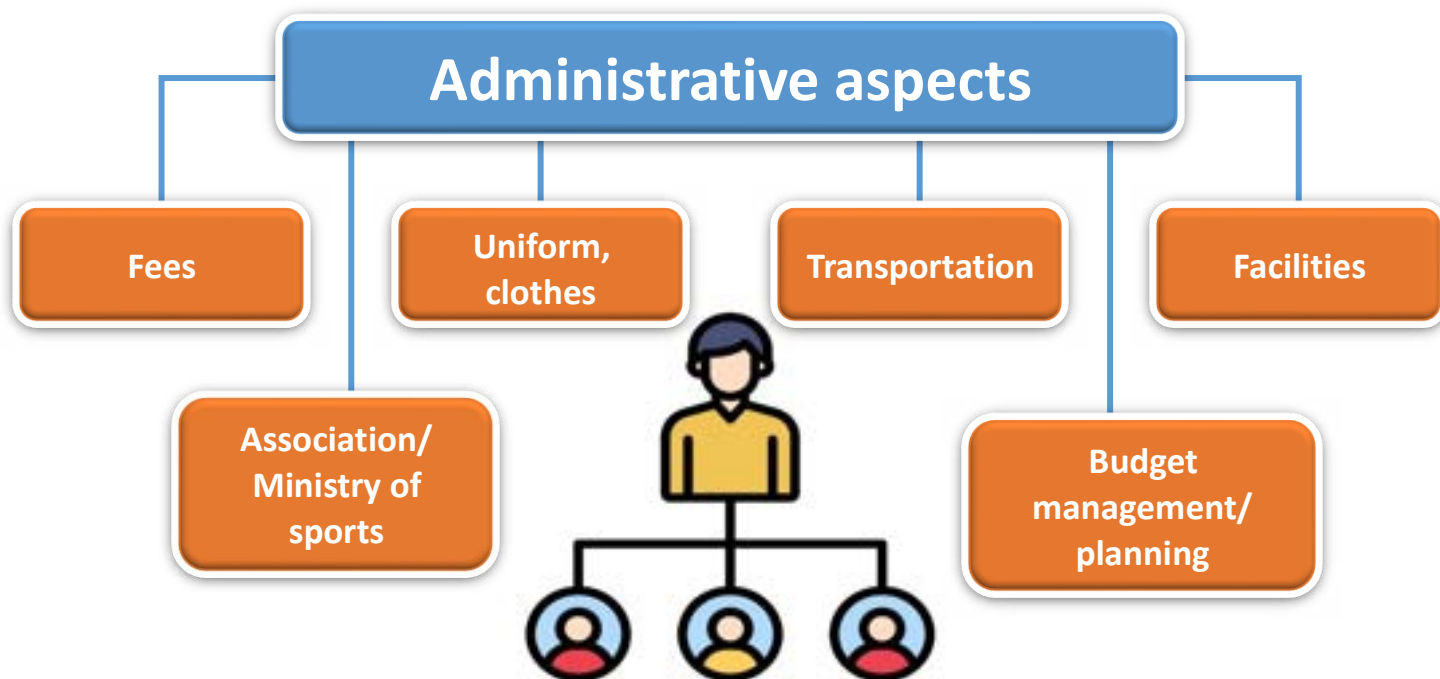 Administrative aspects
Fees
Uniform,
clothes
Transportation
Facilities
Association/
Ministry of
sports
Budget
management/
planning